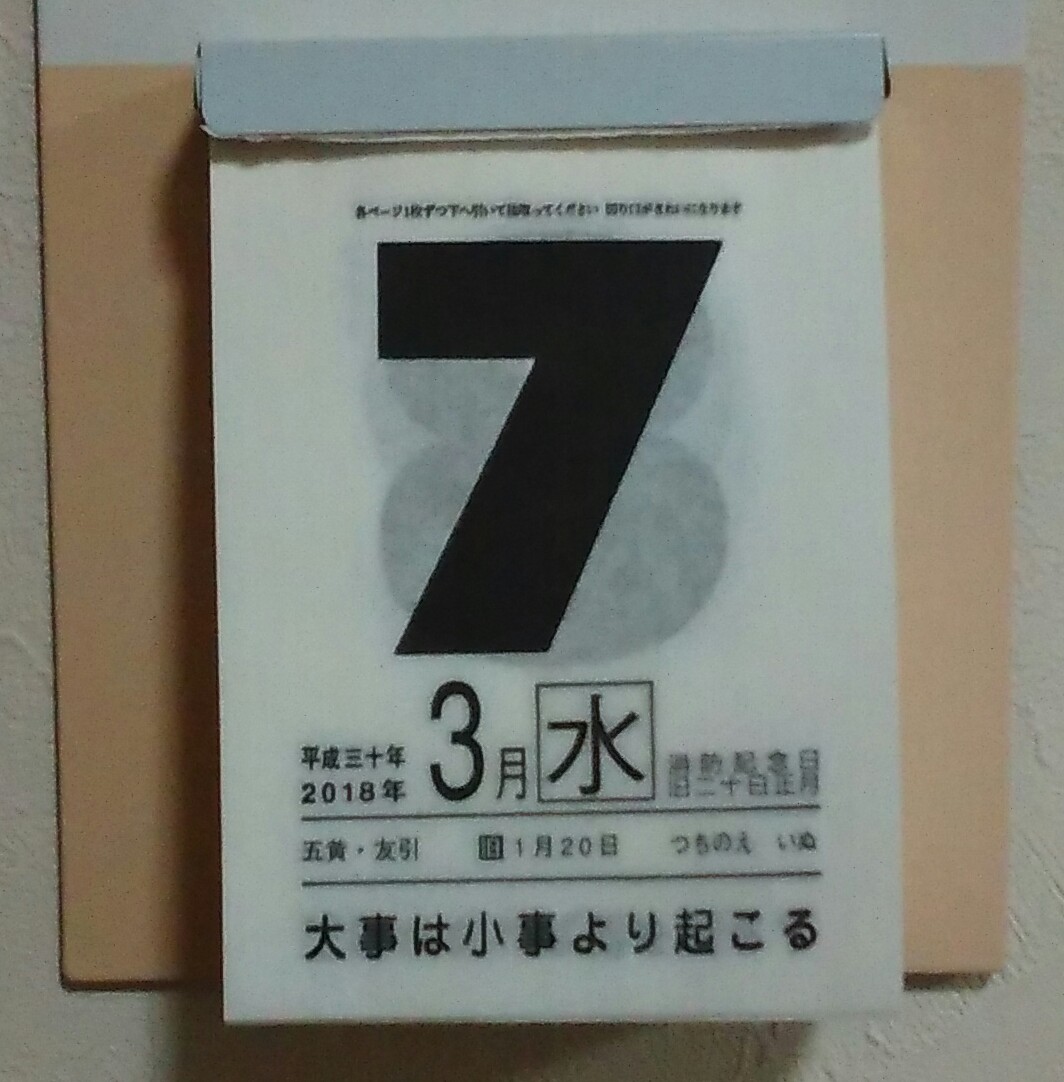 各ページ1枚ずつ下へ引いて抜取ってください 切り口がきれいになります
7
平成三十年
2018年
3月 水
消防記念日
旧二十日正月
五黄・友引 旧1月20日 つちのえ いぬ
大事は小事より起こる